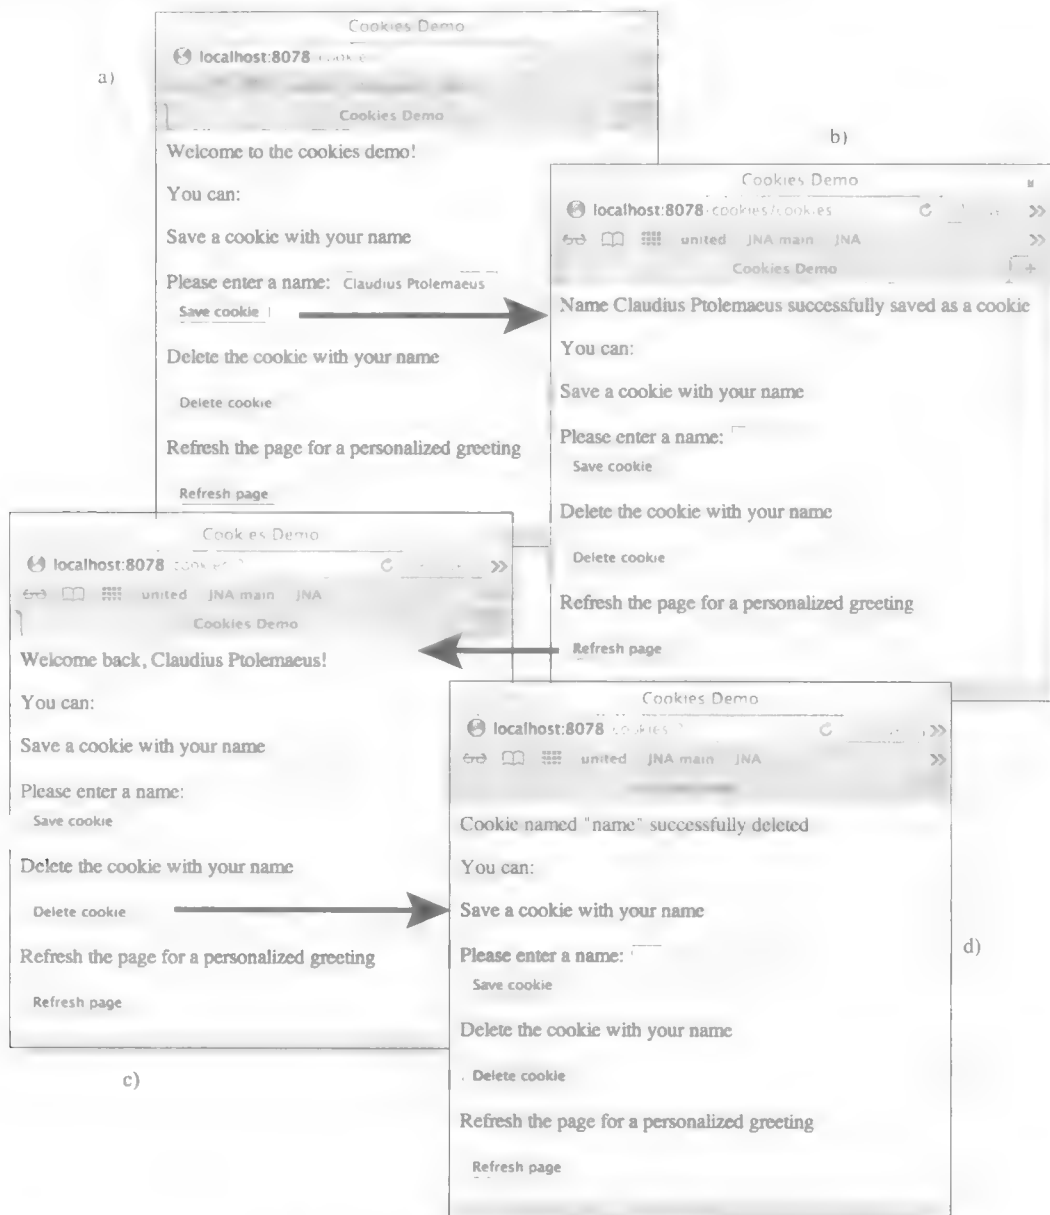 a)
Cookies Demo
localhost:8078
Cookies Demo
Welcome to the cookies demo!
You can:
Save a cookie with your name
Please enter a name: Claudius Ptolemaeus
Save cookie
Delete the cookie with your name
Delete cookie
Refresh the page for a personalized greeting
Refresh page
b)
Cookies Demo
localhost:8078
united JNA main JNA
Cookies Demo
Name Claudius Ptolemaeus successfully saved as a cookie
You can:
Save a cookie with your name
Please enter a name:
Save cookie
Delete the cookie with your name
Delete cookie
Refresh the page for a personalized greeting
Refresh page
Cookies Demo
localhost:8078
united JNA main JNA
Cookies Demo
Welcome back, Claudius Ptolemaeus!
You can:
Save a cookie with your name
Please enter a name:
Save cookie
Delete the cookie with your name
Delete cookie
Refresh the page for a personalized greeting
Refresh page
c)
Cookies Demo
localhost:8078
united JNA main JNA
Cookie named "name" successfully deleted
You can:
Save a cookie with your name
Please enter a name:
Save cookie
Delete the cookie with your name
Delete cookie
Refresh the page for a personalized greeting
Refresh page
d)